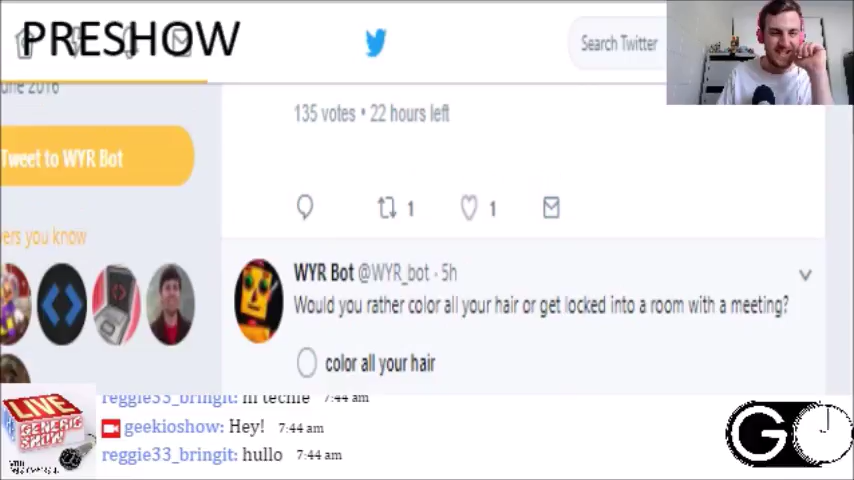 PRESHOW
Search Twitter
June 2016
135 votes • 22 hours left
Tweet to WYR Bot
1 1
ers you know
WYR Bot @WYR_bot · 5h
Would you rather color all your hair or get locked into a room with a meeting?
color all your hair
reggie33_bringit: hi techie 7:44 am
geekioshow: Hey! 7:44 am
reggie33_bringit: hullo 7:44 am
LIVE
GENERIC
SHOW
GO